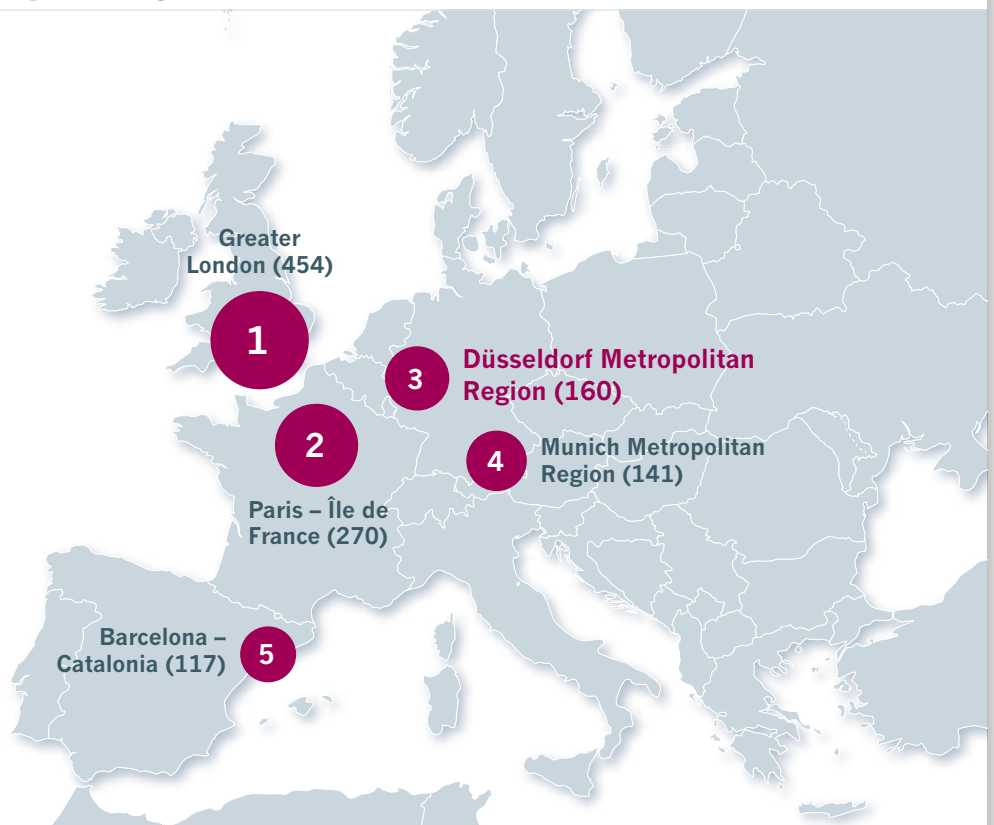 Greater
London (454)
1
3
Düsseldorf Metropolitan
Region (160)
2
4
Munich Metropolitan
Region (141)
Paris – Île de
France (270)
Barcelona –
Catalonia (117)
5